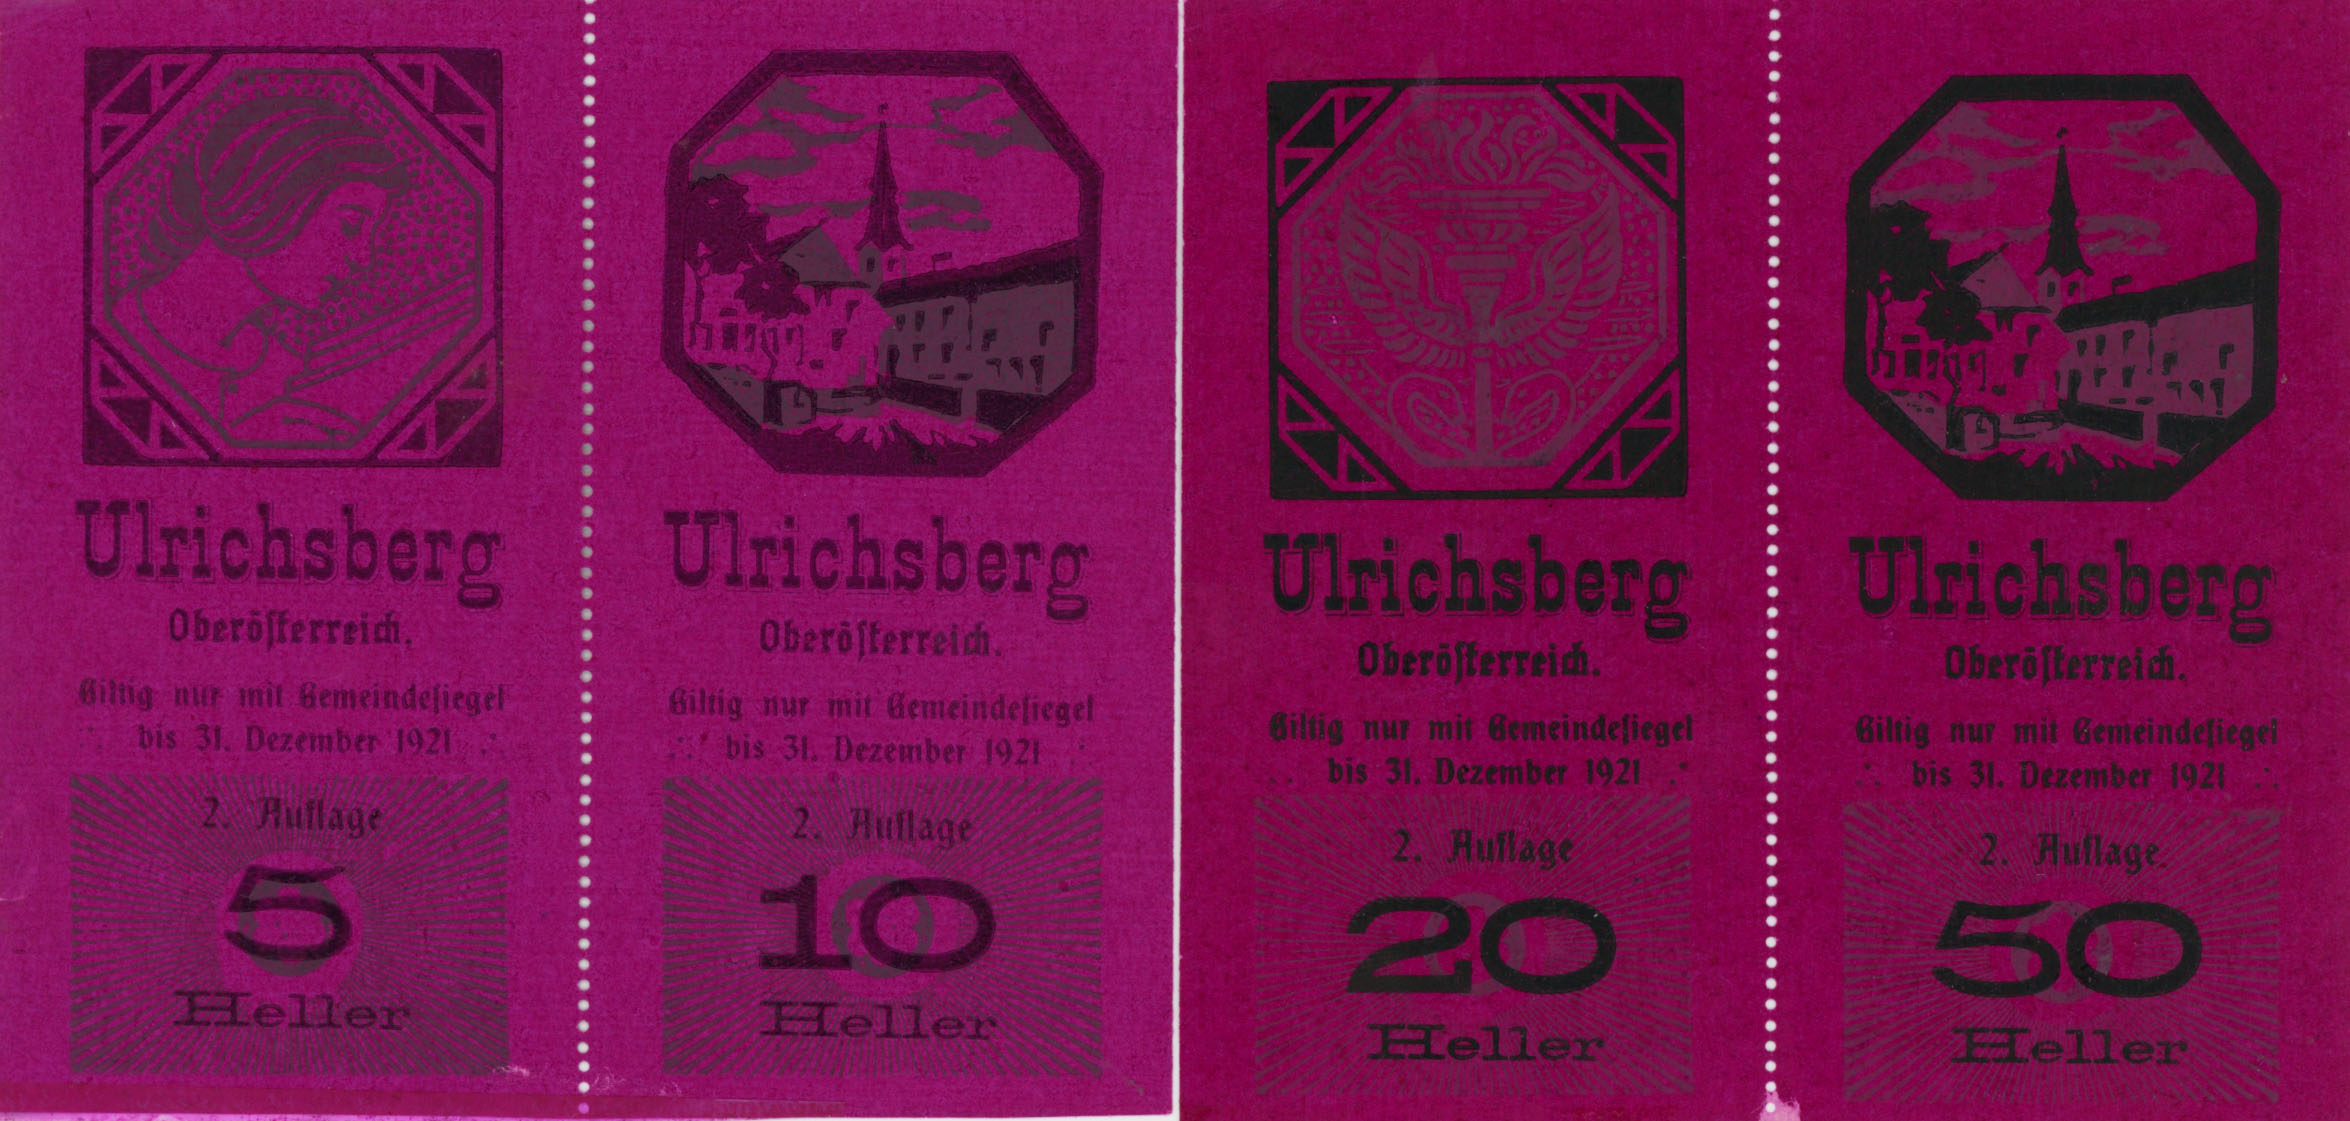 Ulrichsberg
Oberösterreich.
Giltig nur mit Gemeindesiegel
bis 31. Dezember 1921
2. Auflage
5
Heller
Ulrichsberg
Oberösterreich.
Giltig nur mit Gemeindesiegel
bis 31. Dezember 1921
2. Auflage
10
Heller
Ulrichsberg
Oberösterreich.
Giltig nur mit Gemeindesiegel
bis 31. Dezember 1921
2. Auflage
20
Heller
Ulrichsberg
Oberösterreich.
Giltig nur mit Gemeindesiegel
bis 31. Dezember 1921
2. Auflage
50
Heller